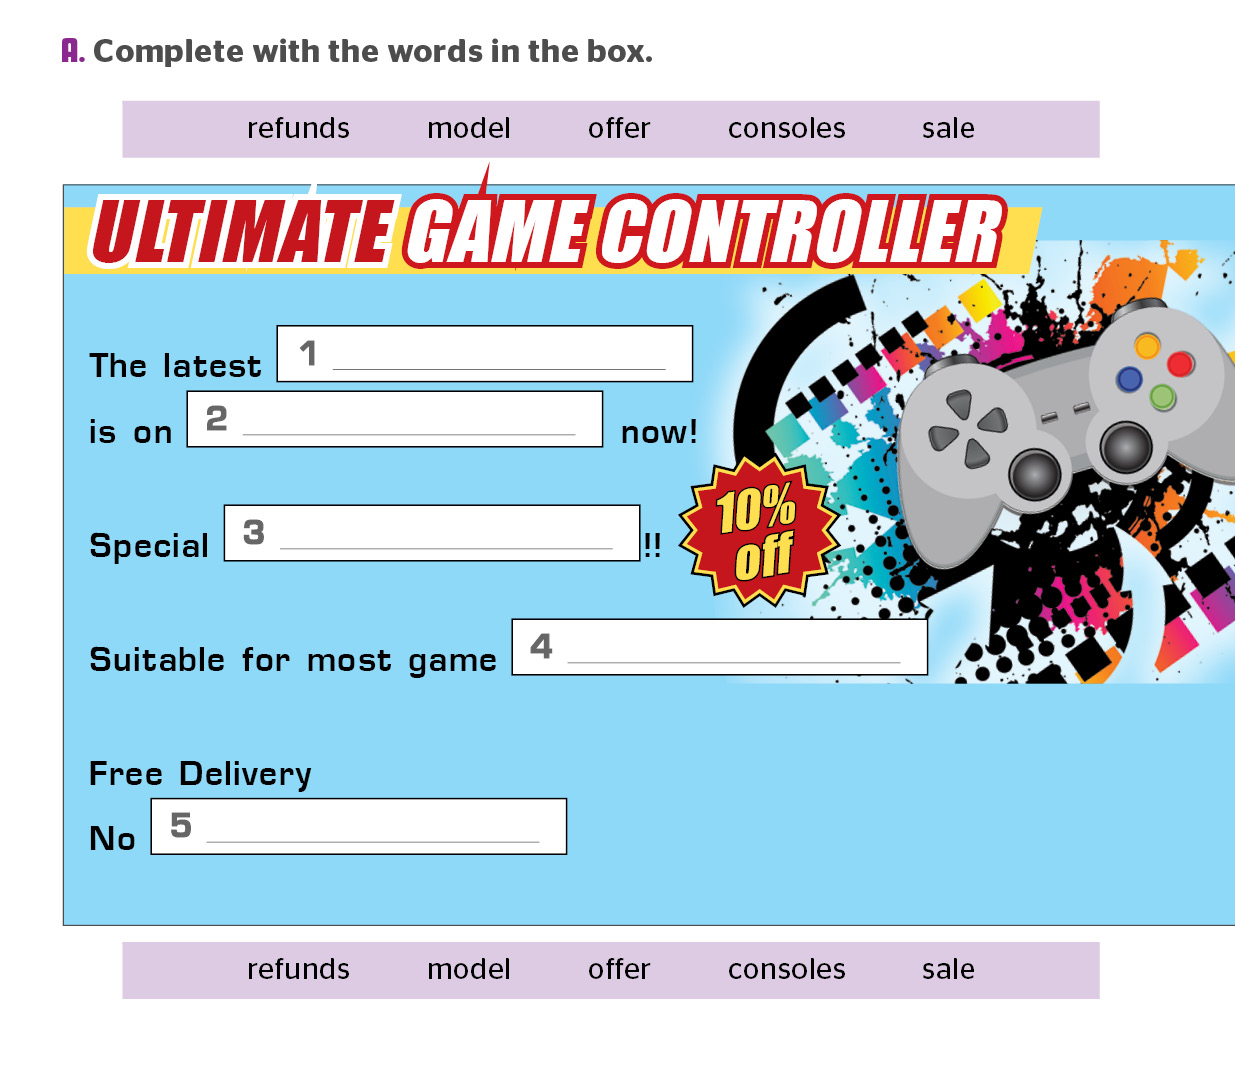 A. Complete with the words in the box.
refunds model offer consoles sale
ULTIMATE GAME CONTROLLER
The latest 1
is on 2 now!
Special 3 !!
10%
off
Suitable for most game 4
Free Delivery
No 5
refunds model offer consoles sale